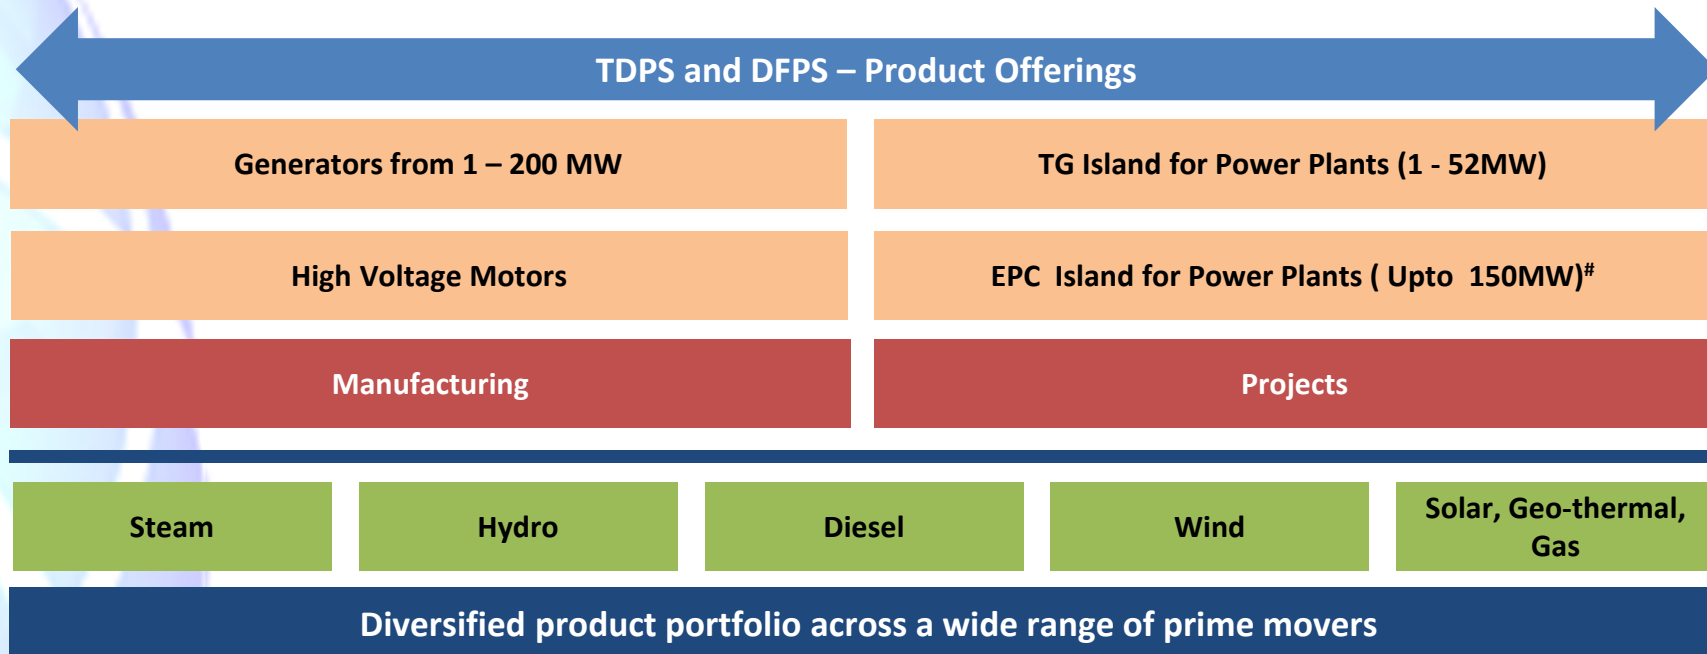 TDPS and DFPS – Product Offerings
Generators from 1 – 200 MW
TG Island for Power Plants (1 - 52MW)
High Voltage Motors
EPC  Island for Power Plants ( Upto  150MW)#
Manufacturing
Projects
Steam
Hydro
Diesel
Wind
Solar, Geo-thermal,
Gas
Diversified product portfolio across a wide range of prime movers